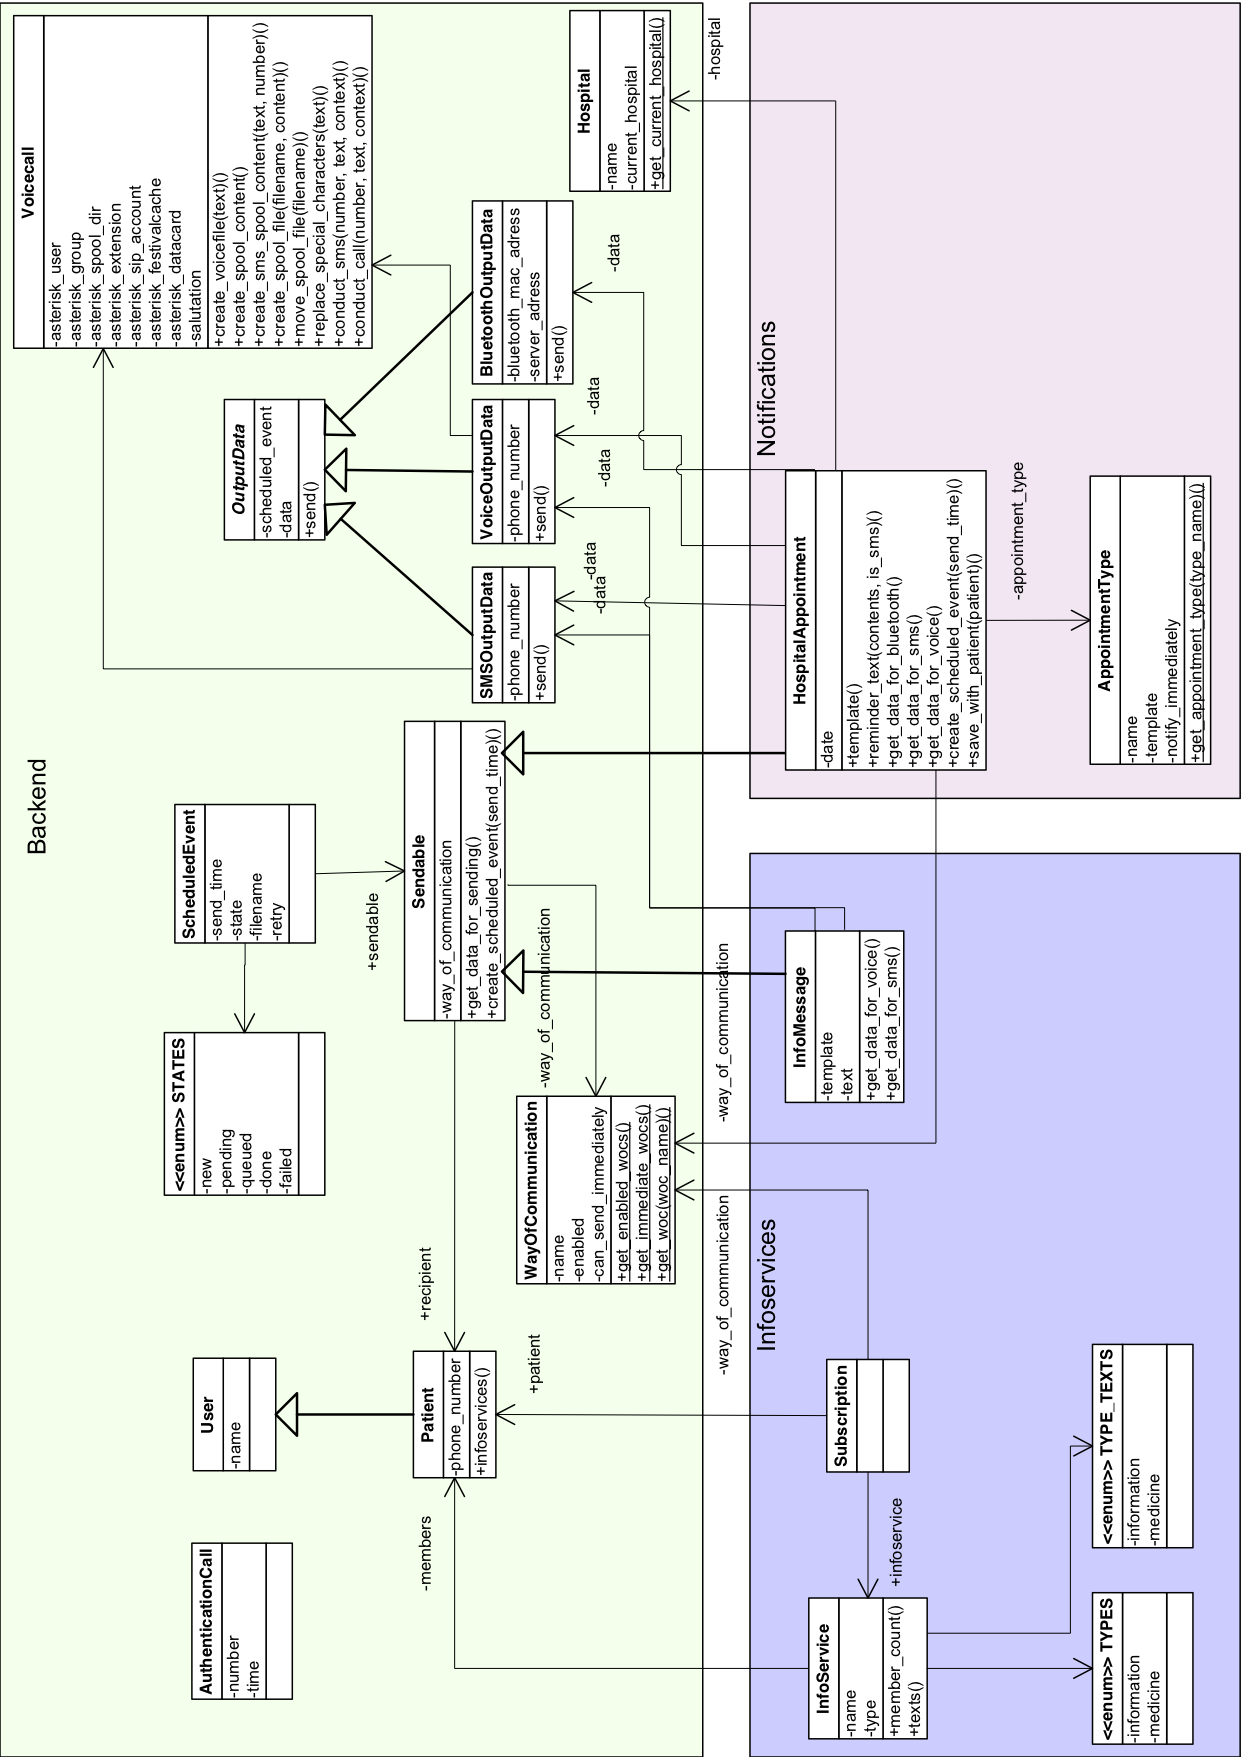 Backend
AuthenticationCall
-number
-time
User
-name
<<enum>> STATES
-new
-pending
-queued
-done
-failed
ScheduledEvent
-send_time
-state
-filename
-retry
OutputData
-scheduled_event
-data
+send()
Voicecall
-asterisk_user
-asterisk_group
-asterisk_spool_dir
-asterisk_extension
-asterisk_sip_account
-asterisk_festivalcache
-asterisk_datacard
-salutation
+create_voicefile(text)()
+create_spool_content()
+create_sms_spool_content(text, number)()
+create_spool_file(filename, content)()
+move_spool_file(filename)()
+replace_special_characters(text)()
+conduct_sms(number, text, context)()
+conduct_call(number, text, context)()
+sendable
-members
+recipient
Patient
-phone_number
+infoservices()
Sendable
-way_of_communication
+get_data_for_sending()
+create_scheduled_event(send_time)()
SMSOutputData
-phone_number
+send()
VoiceOutputData
-phone_number
+send()
BluetoothOutputData
-bluetooth_mac_adress
-server_adress
+send()
Hospital
-name
-current_hospital
+get_current_hospital()
+patient
WayOfCommunication
-name
-enabled
-can_send_immediately
+get_enabled_wocs()
+get_immediate_wocs()
+get_woc(woc_name)()
-way_of_communication
-data
-data
-data
-data
-data
-hospital
-way_of_communication
-way_of_communication
Infoservices
Notifications
InfoService
-name
-type
+member_count()
+texts()
+infoservice
Subscription
InfoMessage
-template
-text
+get_data_for_voice()
+get_data_for_sms()
HospitalAppointment
-date
+template()
+reminder_text(contents, is_sms)()
+get_data_for_bluetooth()
+get_data_for_sms()
+get_data_for_voice()
+create_scheduled_event(send_time)()
+save_with_patient(patient)()
-appointment_type
<<enum>> TYPES
-information
-medicine
<<enum>> TYPE_TEXTS
-information
-medicine
AppointmentType
-name
-template
-notify_immediately
+get_appointment_type(type_name)()